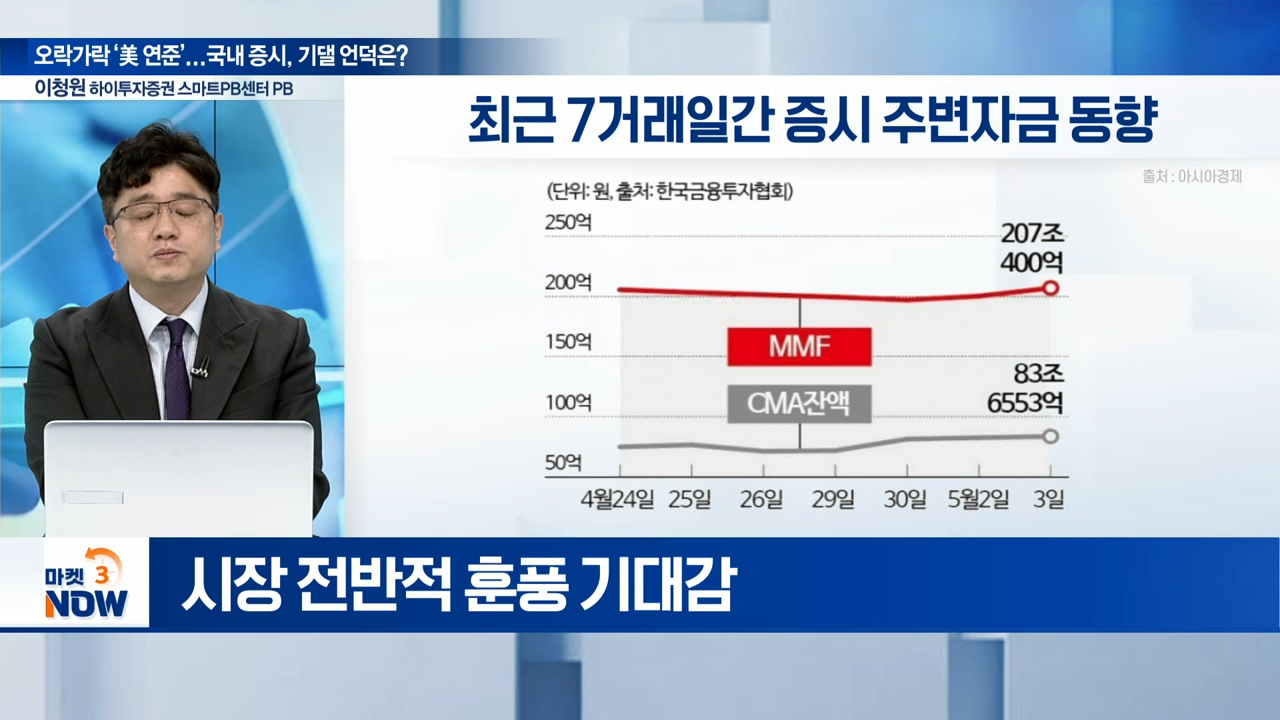 오락가락 ‘美 연준’...국내 증시, 기댈 언덕은?
이청원 하이투자증권 스마트PB센터 PB
최근 7거래일간 증시 주변자금 동향
출처 : 아시아경제
(단위: 원, 출처: 한국금융투자협회)
250억
207조
400억
200억
150억
MMF
83조
100억
CMA잔액
6553억
50억
4월24일 25일 26일 29일 30일 5월2일 3일
마켓 3
NOW
시장 전반적 훈풍 기대감